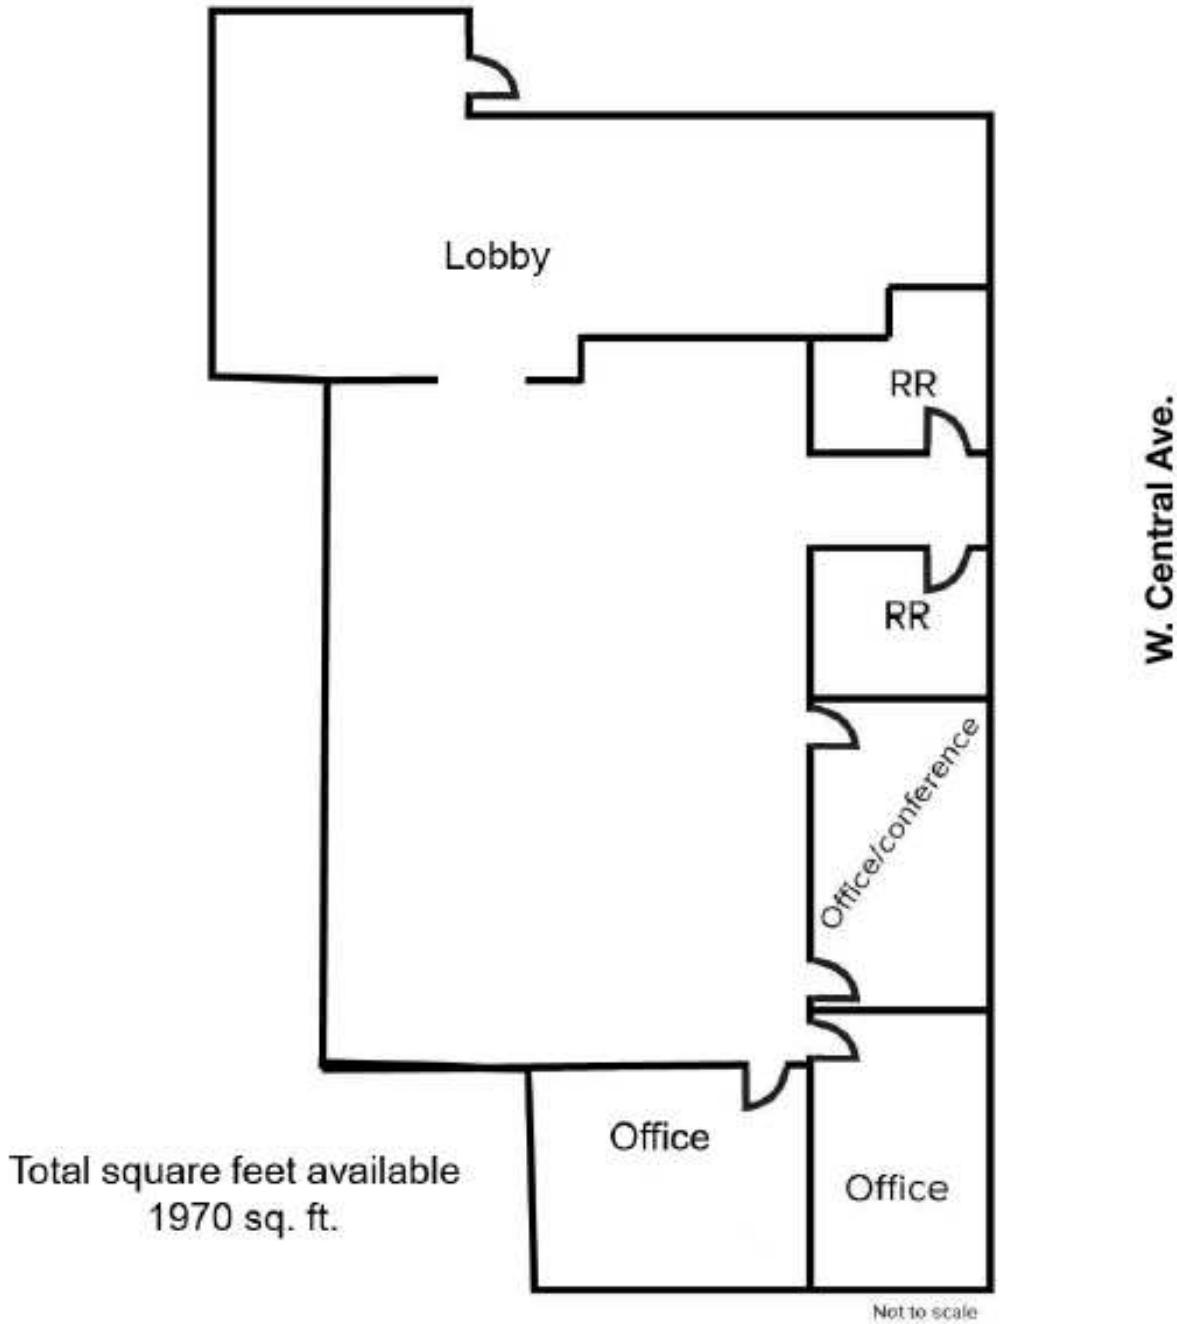 Lobby
RR
W. Central Ave.
RR
Office/conference
Office
Office
Total square feet available
1970 sq. ft.
Not to scale